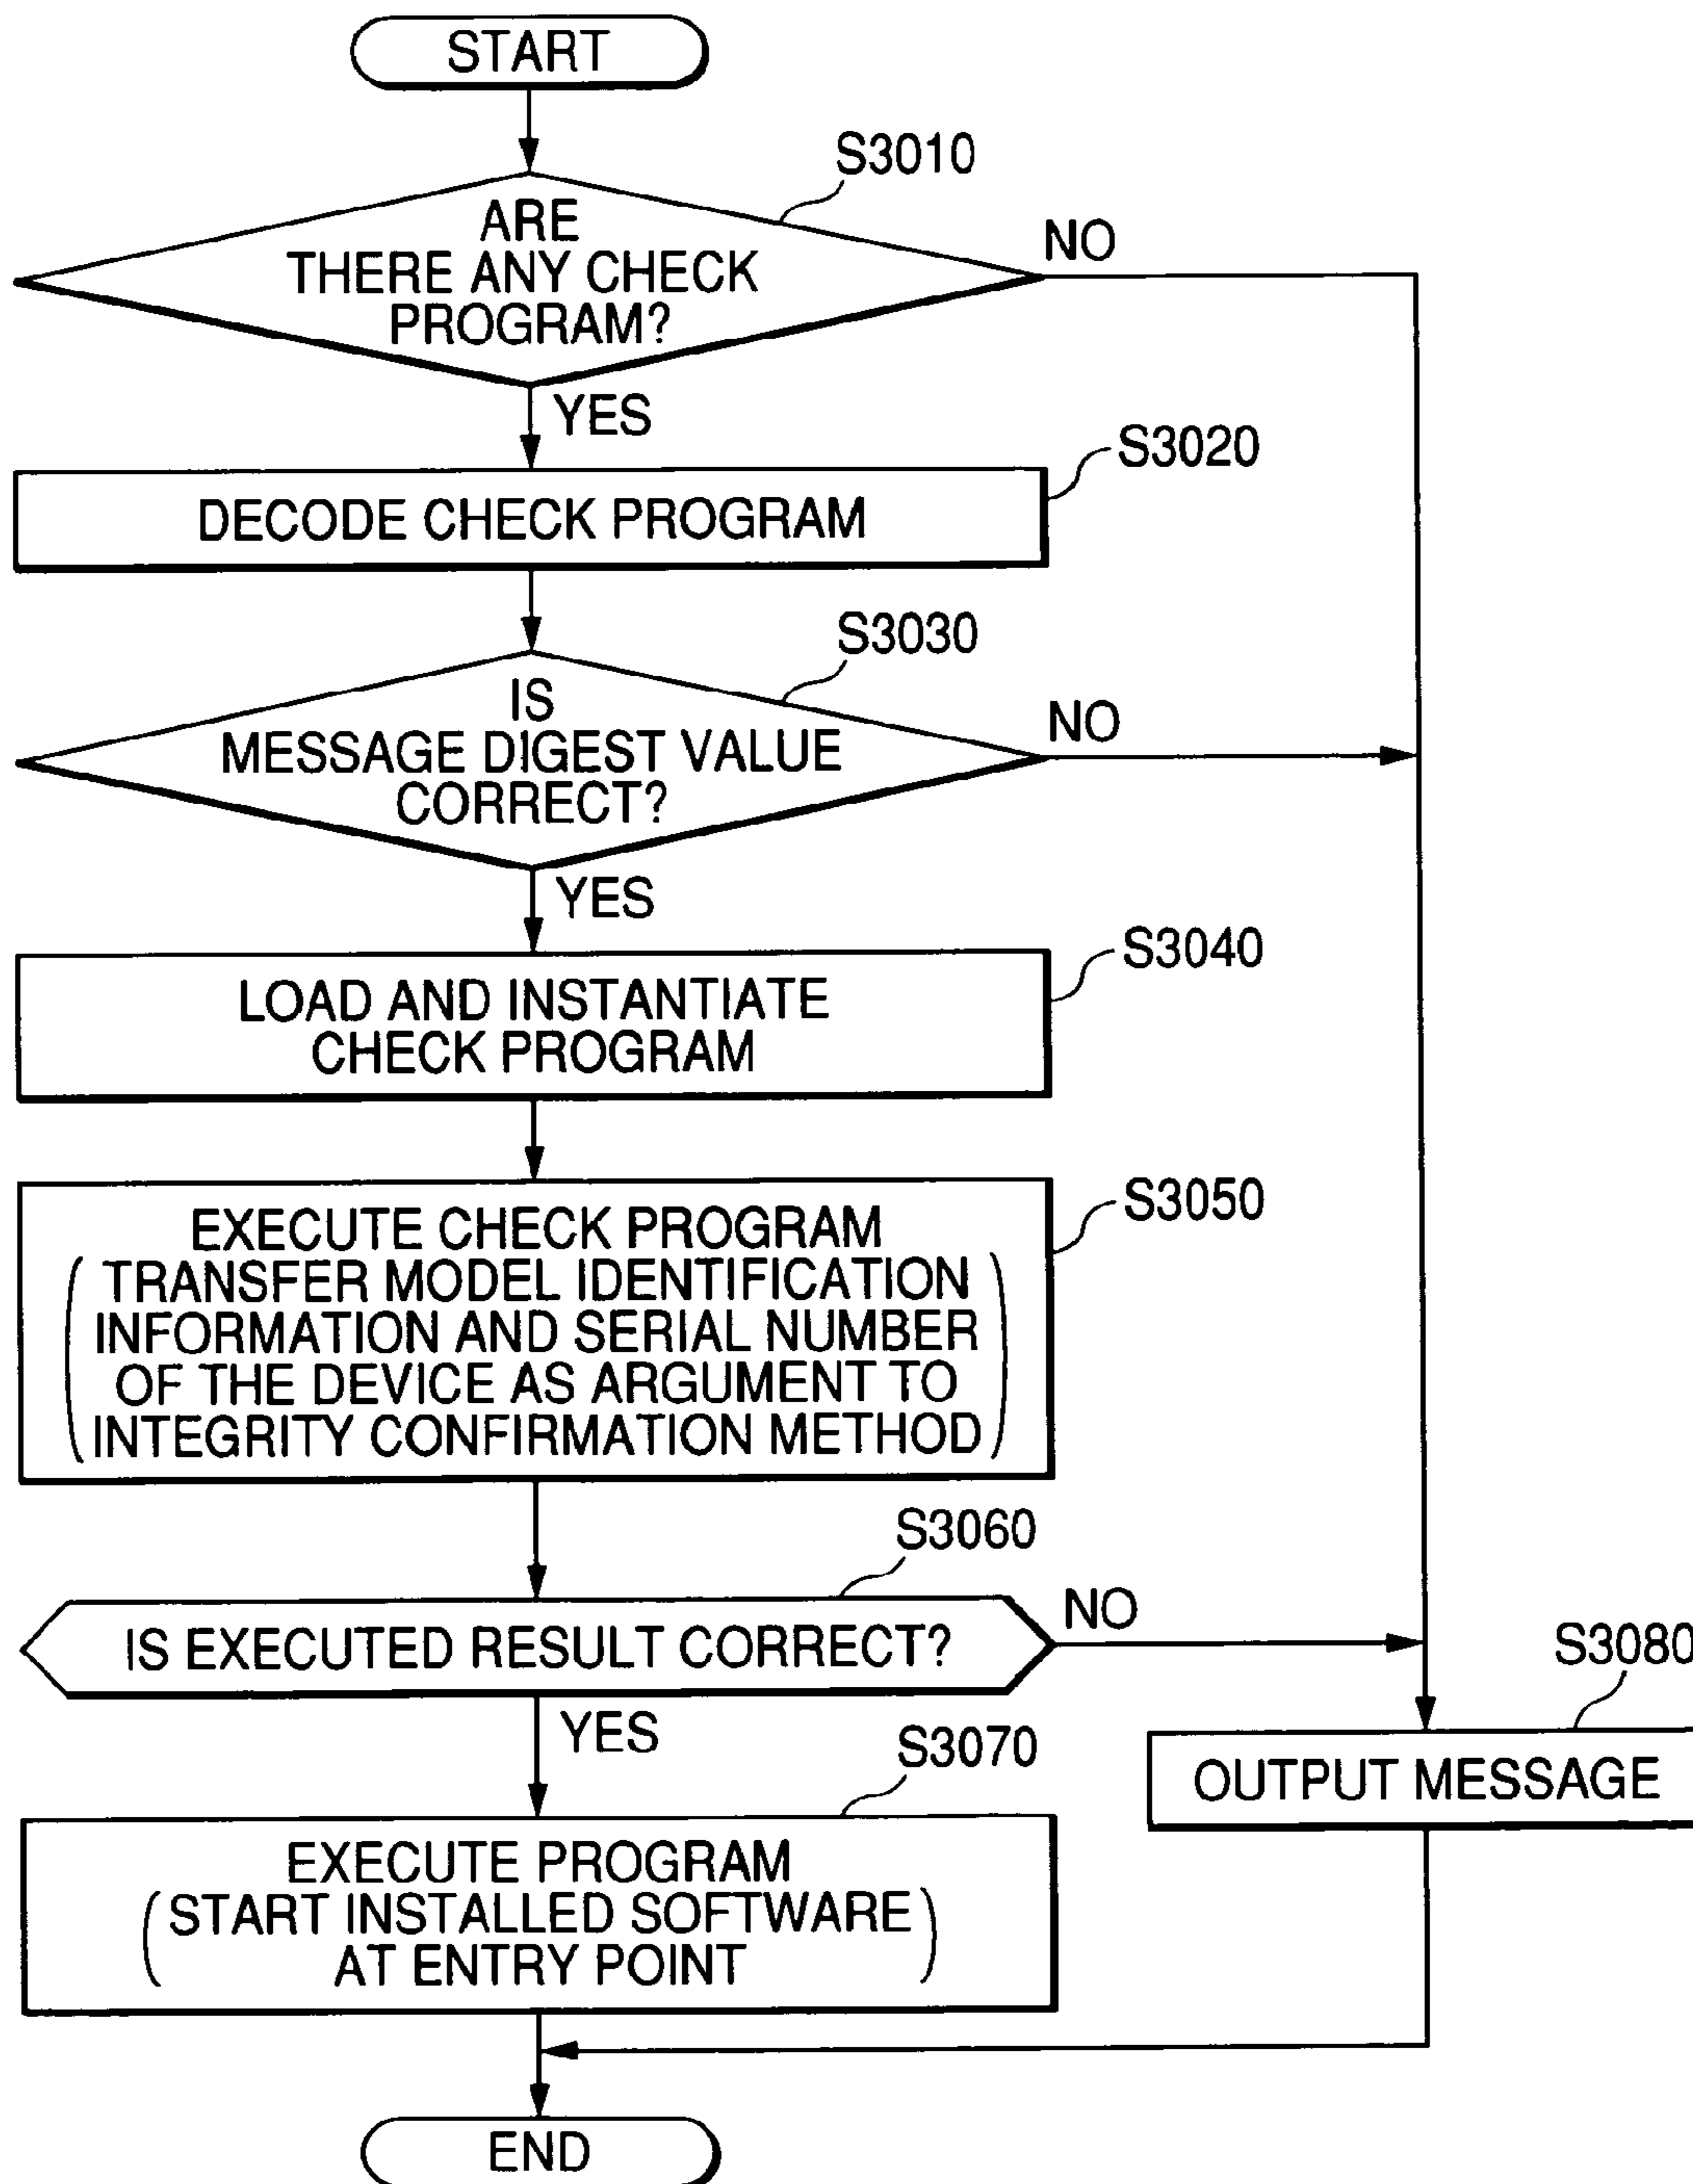 START
S3010
ARE
THERE ANY CHECK
PROGRAM?
NO
YES
S3020
DECODE CHECK PROGRAM
S3030
IS
MESSAGE DIGEST VALUE
CORRECT?
NO
YES
S3040
LOAD AND INSTANTIATE
CHECK PROGRAM
S3050
EXECUTE CHECK PROGRAM
(TRANSFER MODEL IDENTIFICATION
INFORMATION AND SERIAL NUMBER
OF THE DEVICE AS ARGUMENT TO
INTEGRITY CONFIRMATION METHOD)
S3060
IS EXECUTED RESULT CORRECT?
NO
YES
S3080
OUTPUT MESSAGE
S3070
EXECUTE PROGRAM
(START INSTALLED SOFTWARE
AT ENTRY POINT)
END